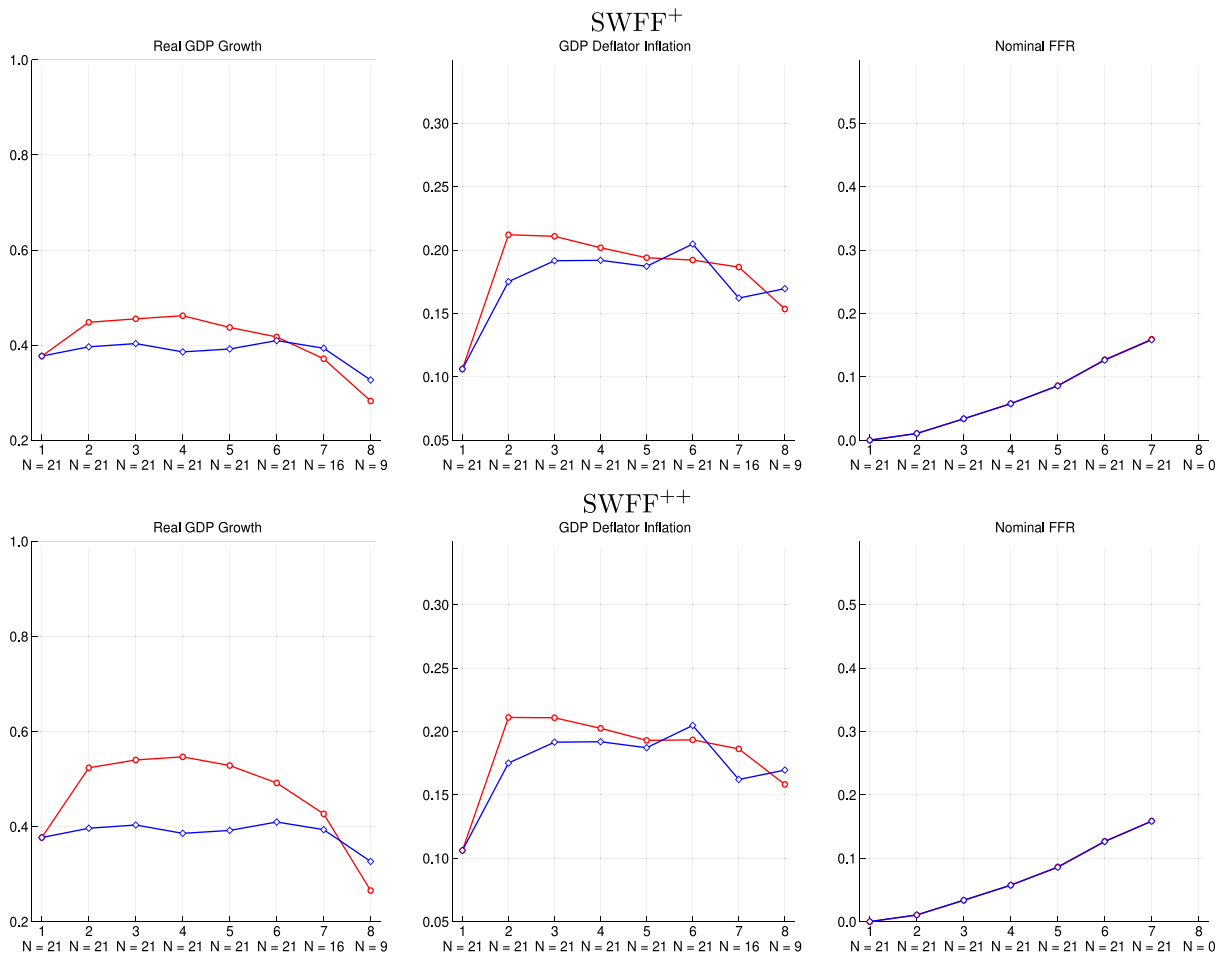 SWFF⁺
Real GDP Growth
GDP Deflator Inflation
Nominal FFR
1.0
0.8
0.6
0.4
0.2
1 2 3 4 5 6 7 8
N = 21 N = 21 N = 21 N = 21 N = 21 N = 21 N = 16 N = 9
0.30
0.25
0.20
0.15
0.10
0.05
1 2 3 4 5 6 7 8
N = 21 N = 21 N = 21 N = 21 N = 21 N = 21 N = 16 N = 9
0.5
0.4
0.3
0.2
0.1
0.0
1 2 3 4 5 6 7 8
N = 21 N = 21 N = 21 N = 21 N = 21 N = 21 N = 21 N = 0
SWFF⁺⁺
Real GDP Growth
GDP Deflator Inflation
Nominal FFR
1.0
0.8
0.6
0.4
0.2
1 2 3 4 5 6 7 8
N = 21 N = 21 N = 21 N = 21 N = 21 N = 21 N = 16 N = 9
0.30
0.25
0.20
0.15
0.10
0.05
1 2 3 4 5 6 7 8
N = 21 N = 21 N = 21 N = 21 N = 21 N = 21 N = 16 N = 9
0.5
0.4
0.3
0.2
0.1
0.0
1 2 3 4 5 6 7 8
N = 21 N = 21 N = 21 N = 21 N = 21 N = 21 N = 21 N = 0